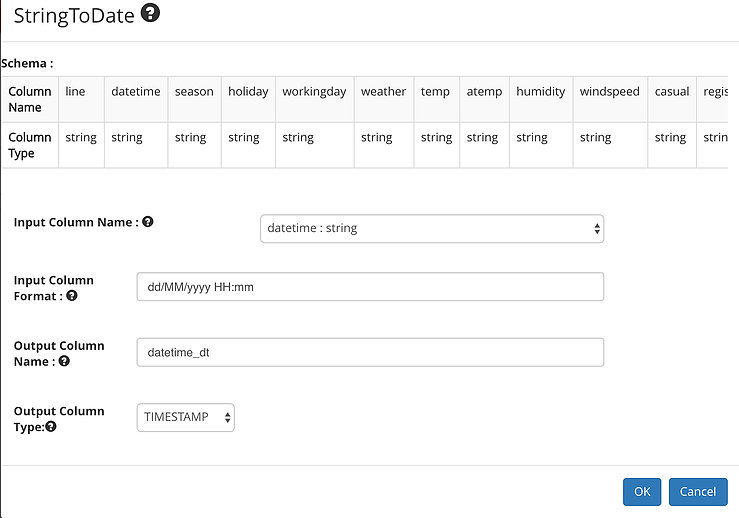 StringToDate ?
Schema :
Column Name line datetime season holiday workingday weather temp atemp humidity windspeed casual regis
Column Type string string string string string string string string string string string strin
Input Column Name : ? datetime : string
Input Column Format : ? dd/MM/yyyy HH:mm
Output Column Name : ? datetime_dt
Output Column Type:? TIMESTAMP
OK Cancel